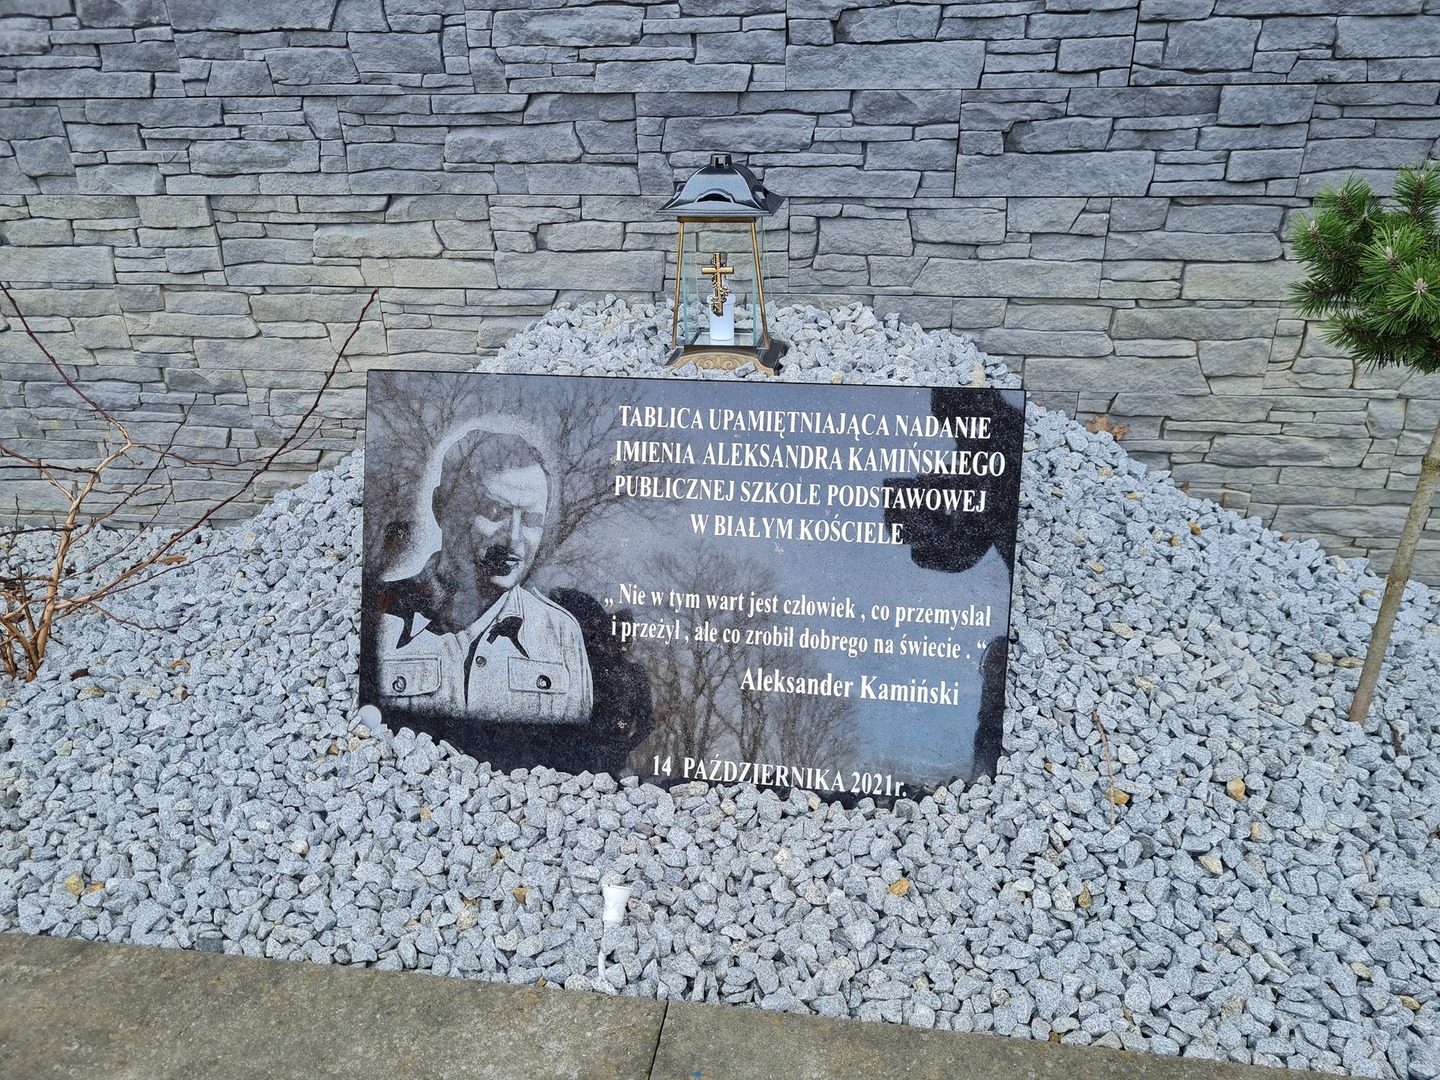 TABLICA UPAMIĘTNIAJĄCA NADANIE
IMIENIA ALEKSANDRA KAMIŃSKIEGO
PUBLICZNEJ SZKOLE PODSTAWOWEJ
W BIAŁYM KOŚCIELE
„ Nie w tym wart jest człowiek , co przemyslał
i przeżył , ale co zrobił dobrego na świecie . “
Aleksander Kamiński
14 PAŹDZIERNIKA 2021r.